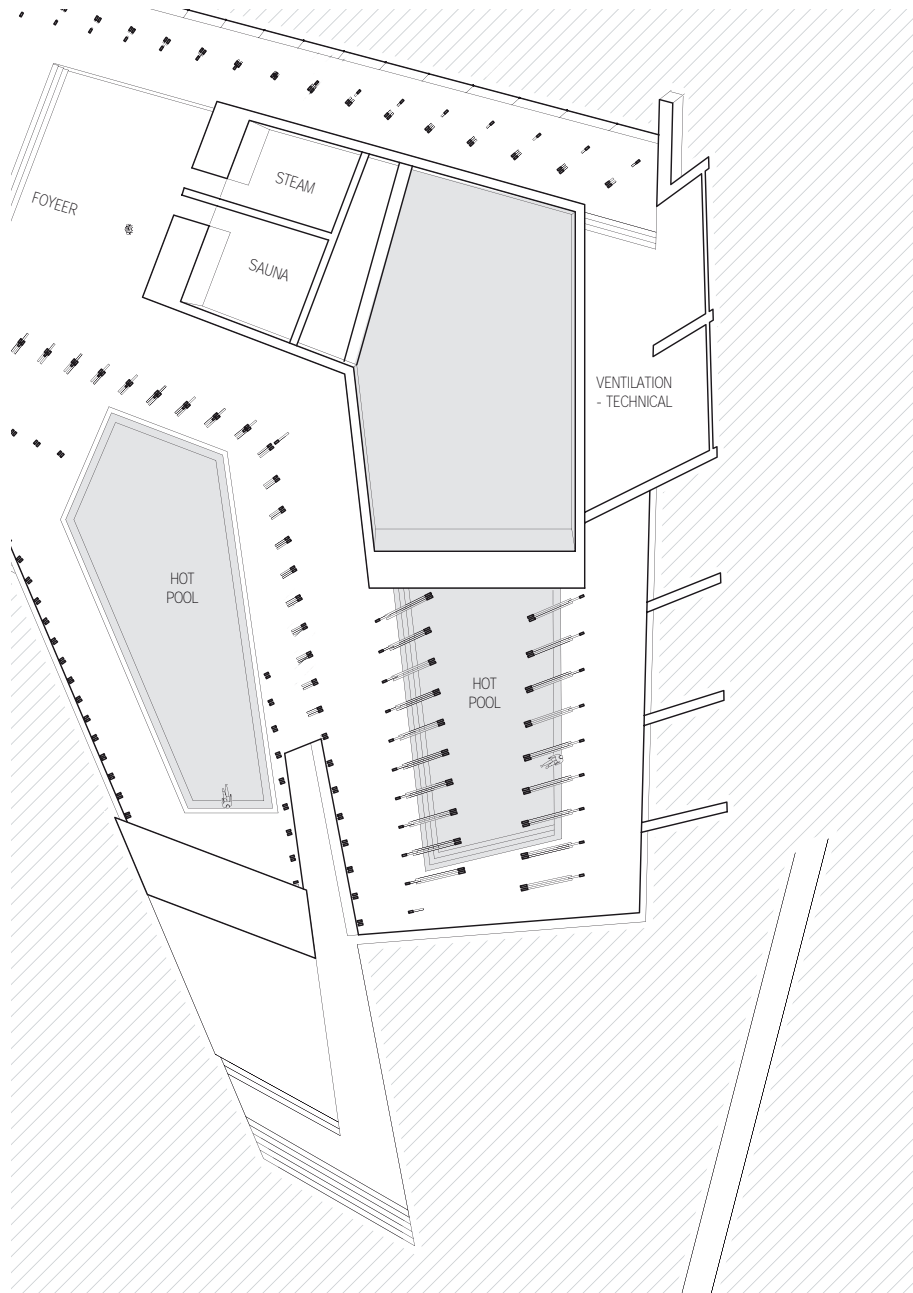 STEAM
FOYEER
SAUNA
VENTILATION
- TECHNICAL
HOT
POOL
HOT
POOL